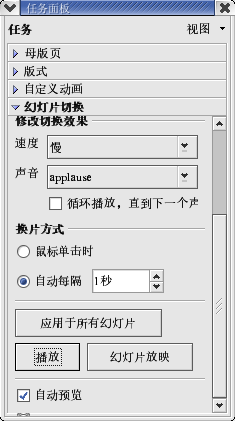 任务面板
任务 视图
母版页
版式
自定义动画
幻灯片切换
修改切换效果
速度 慢
声音 applause
循环播放，直到下一个声
换片方式
鼠标单击时
自动每隔 1秒
应用于所有幻灯片
播放 幻灯片放映
自动预览